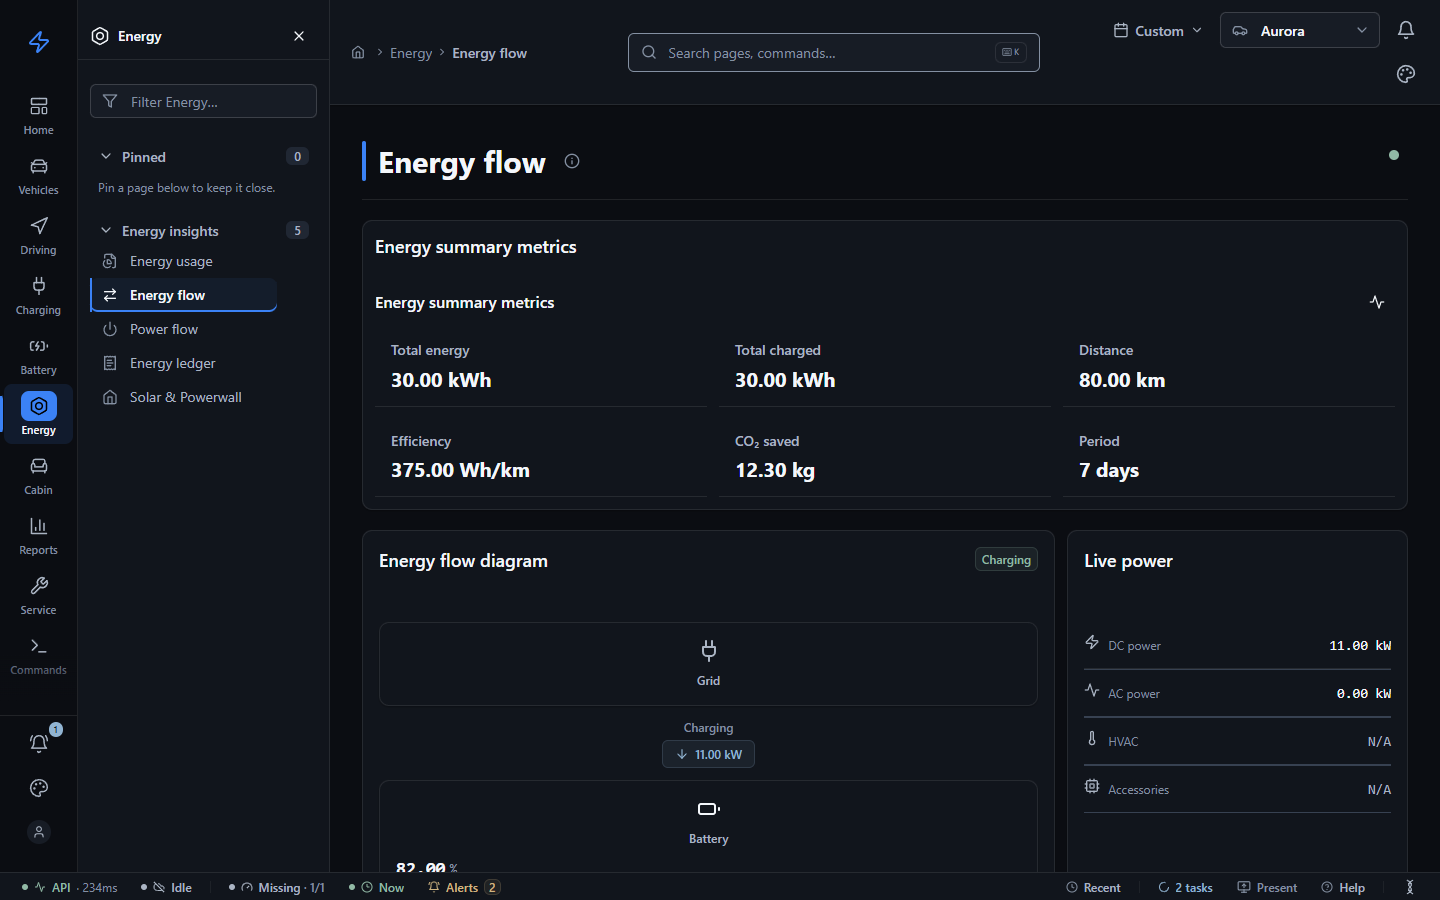 Home
Vehicles
Driving
Charging
Battery
Energy
Cabin
Reports
Service
Commands
1
Energy
Filter Energy...
Pinned
0
Pin a page below to keep it close.
Energy insights
5
Energy usage
Energy flow
Power flow
Energy ledger
Solar & Powerwall
Energy
Energy flow
Search pages, commands...
K
Custom
Aurora
Energy flow
Energy summary metrics
Energy summary metrics
Total energy
30.00 kWh
Total charged
30.00 kWh
Distance
80.00 km
Efficiency
375.00 Wh/km
CO₂ saved
12.30 kg
Period
7 days
Energy flow diagram
Charging
Grid
Charging
↓ 11.00 kW
Battery
82.00 %
Live power
DC power
11.00 kW
AC power
0.00 kW
HVAC
N/A
Accessories
N/A
API · 234ms
Idle
Missing · 1/1
Now
Alerts 2
Recent
2 tasks
Present
Help